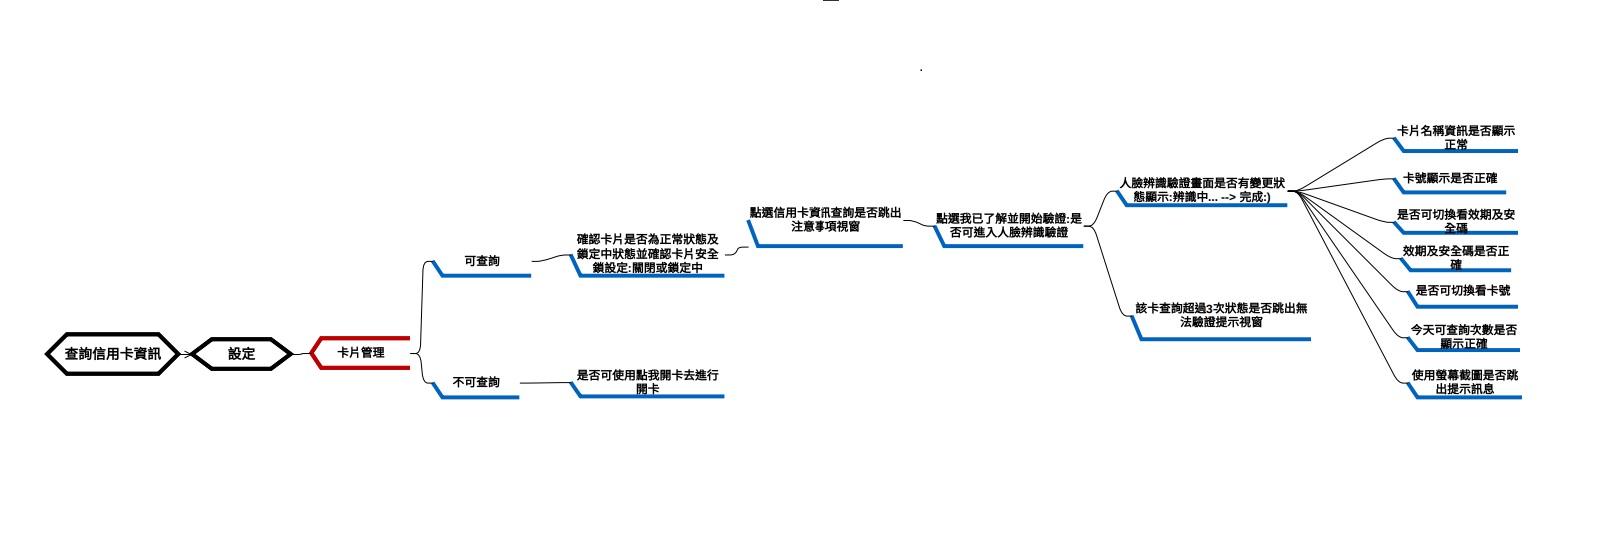 查詢信用卡資訊
設定
卡片管理
可查詢
確認卡片是否為正常狀態及
鎖定中狀態並確認卡片安全
鎖設定:關閉或鎖定中
點選信用卡資訊查詢是否跳出
注意事項視窗
點選我已了解並開始驗證:是
否可進入人臉辨識驗證
人臉辨識驗證畫面是否有變更狀
態顯示:辨識中... --> 完成:)
卡片名稱資訊是否顯示
正常
卡號顯示是否正確
是否可切換看效期及安
全碼
效期及安全碼是否正
確
是否可切換看卡號
今天可查詢次數是否
顯示正確
使用螢幕截圖是否跳
出提示訊息
該卡查詢超過3次狀態是否跳出無
法驗證提示視窗
不可查詢
是否可使用點我開卡去進行
開卡